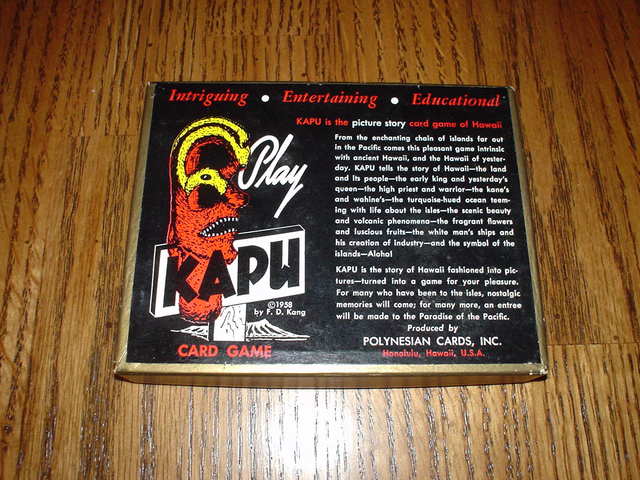 Intriguing • Entertaining • Educational
KAPU is the picture story card game of Hawaii
From the enchanting chain of islands far out
in the Pacific comes this pleasant game intrinsic
with ancient Hawaii, and the Hawaii of yester-
day. KAPU tells the story of Hawaii—the land
and its people—the early king and yesterday's
queen—the high priest and warrior—the kane's
and wahine's—the turquoise-hued ocean teem-
ing with life about the isles—the scenic beauty
and volcanic phenomena—the fragrant flowers
and luscious fruits—the white man's ships and
his creation of industry—and the symbol of the
islands—Aloha!
KAPU is the story of Hawaii fashioned into pic-
tures—turned into a game for your pleasure.
For many who have been to the isles, nostalgic
memories will come; for many more, an entree
will be made to the Paradise of the Pacific.
Produced by
POLYNESIAN CARDS, INC.
Honolulu, Hawaii, U.S.A.
Play
KAPU
©1958
by F. D. Kang
CARD GAME